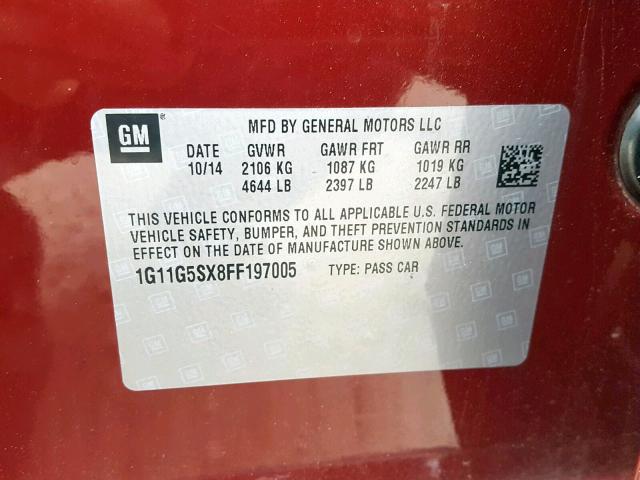 GM ®
MFD BY GENERAL MOTORS LLC
DATE GVWR GAWR FRT GAWR RR
10/14 2106 KG 1087 KG 1019 KG
4644 LB 2397 LB 2247 LB
THIS VEHICLE CONFORMS TO ALL APPLICABLE U.S. FEDERAL MOTOR
VEHICLE SAFETY, BUMPER, AND THEFT PREVENTION STANDARDS IN
EFFECT ON THE DATE OF MANUFACTURE SHOWN ABOVE.
1G11G5SX8FF197005 TYPE: PASS CAR